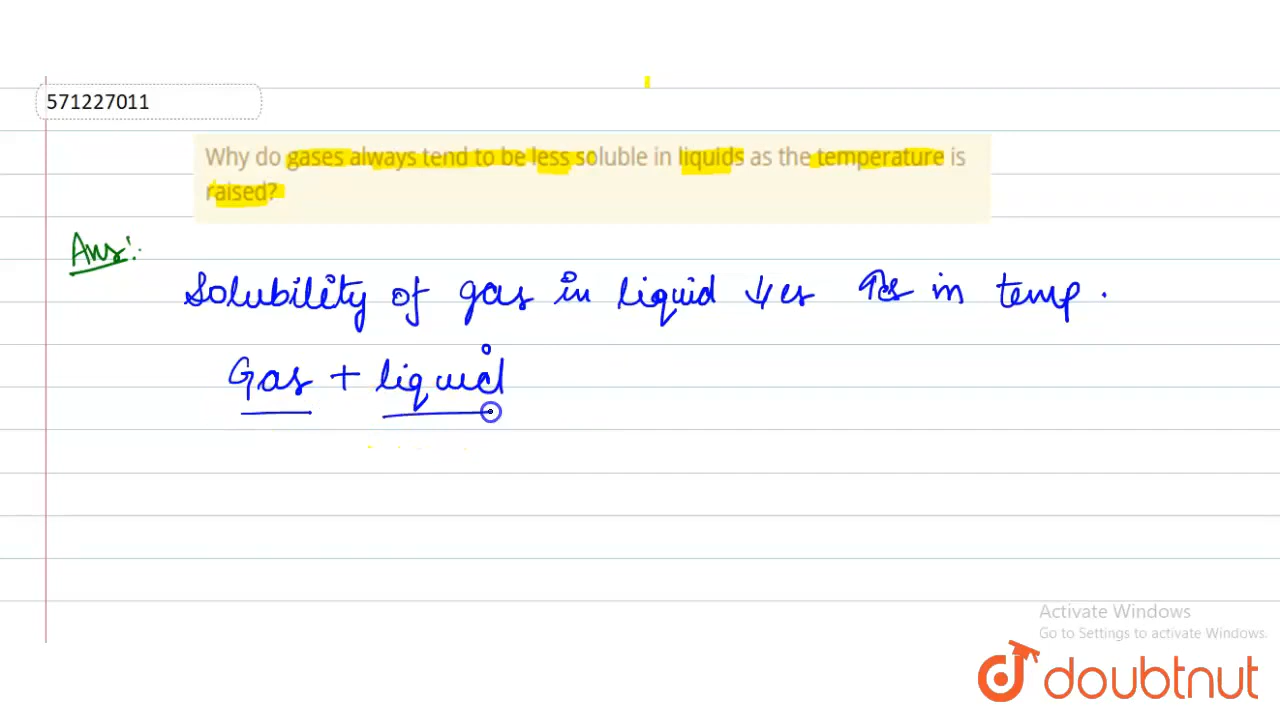 571227011
Why do gases always tend to be less soluble in liquids as the temperature is
raised?
Ans:
Solubility of gas in liquid ↓es ↑es in temp.
Gas + liquid
Activate Windows
Go to Settings to activate Windows.
doubtnut